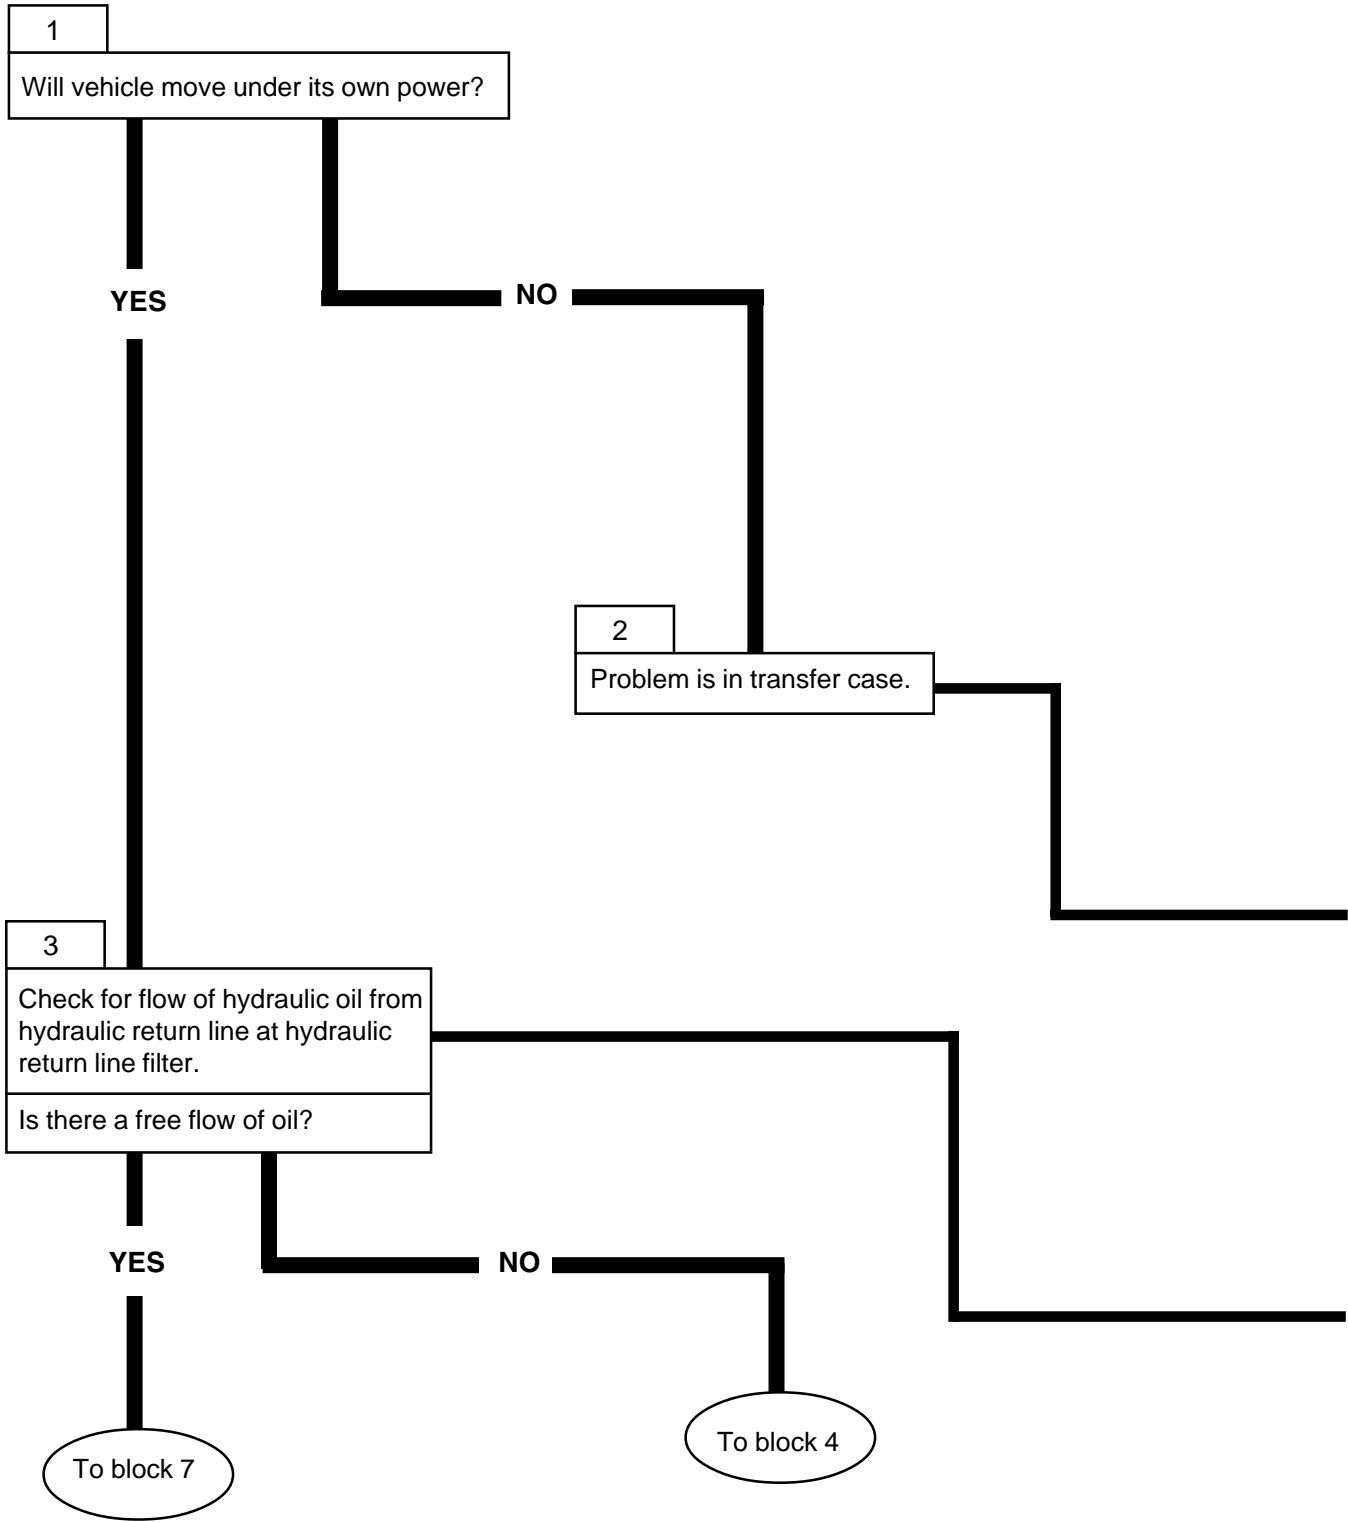 1
Will vehicle move under its own power?
YES
NO
2
Problem is in transfer case.
3
Check for flow of hydraulic oil from
hydraulic return line at hydraulic
return line filter.
Is there a free flow of oil?
YES
NO
To block 7
To block 4